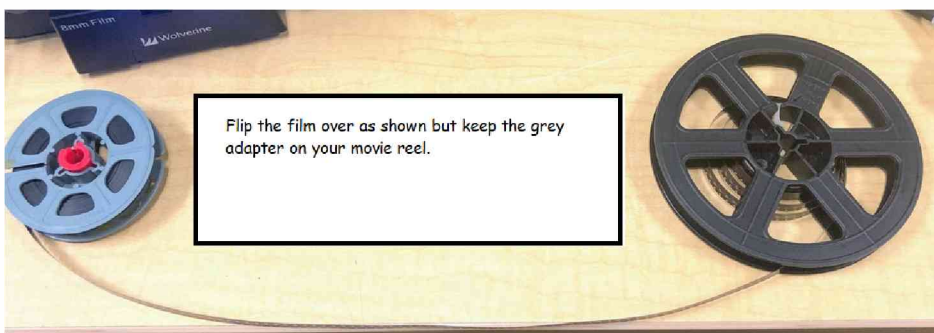 8mm Film
Wolverine
Flip the film over as shown but keep the grey
adapter on your movie reel.